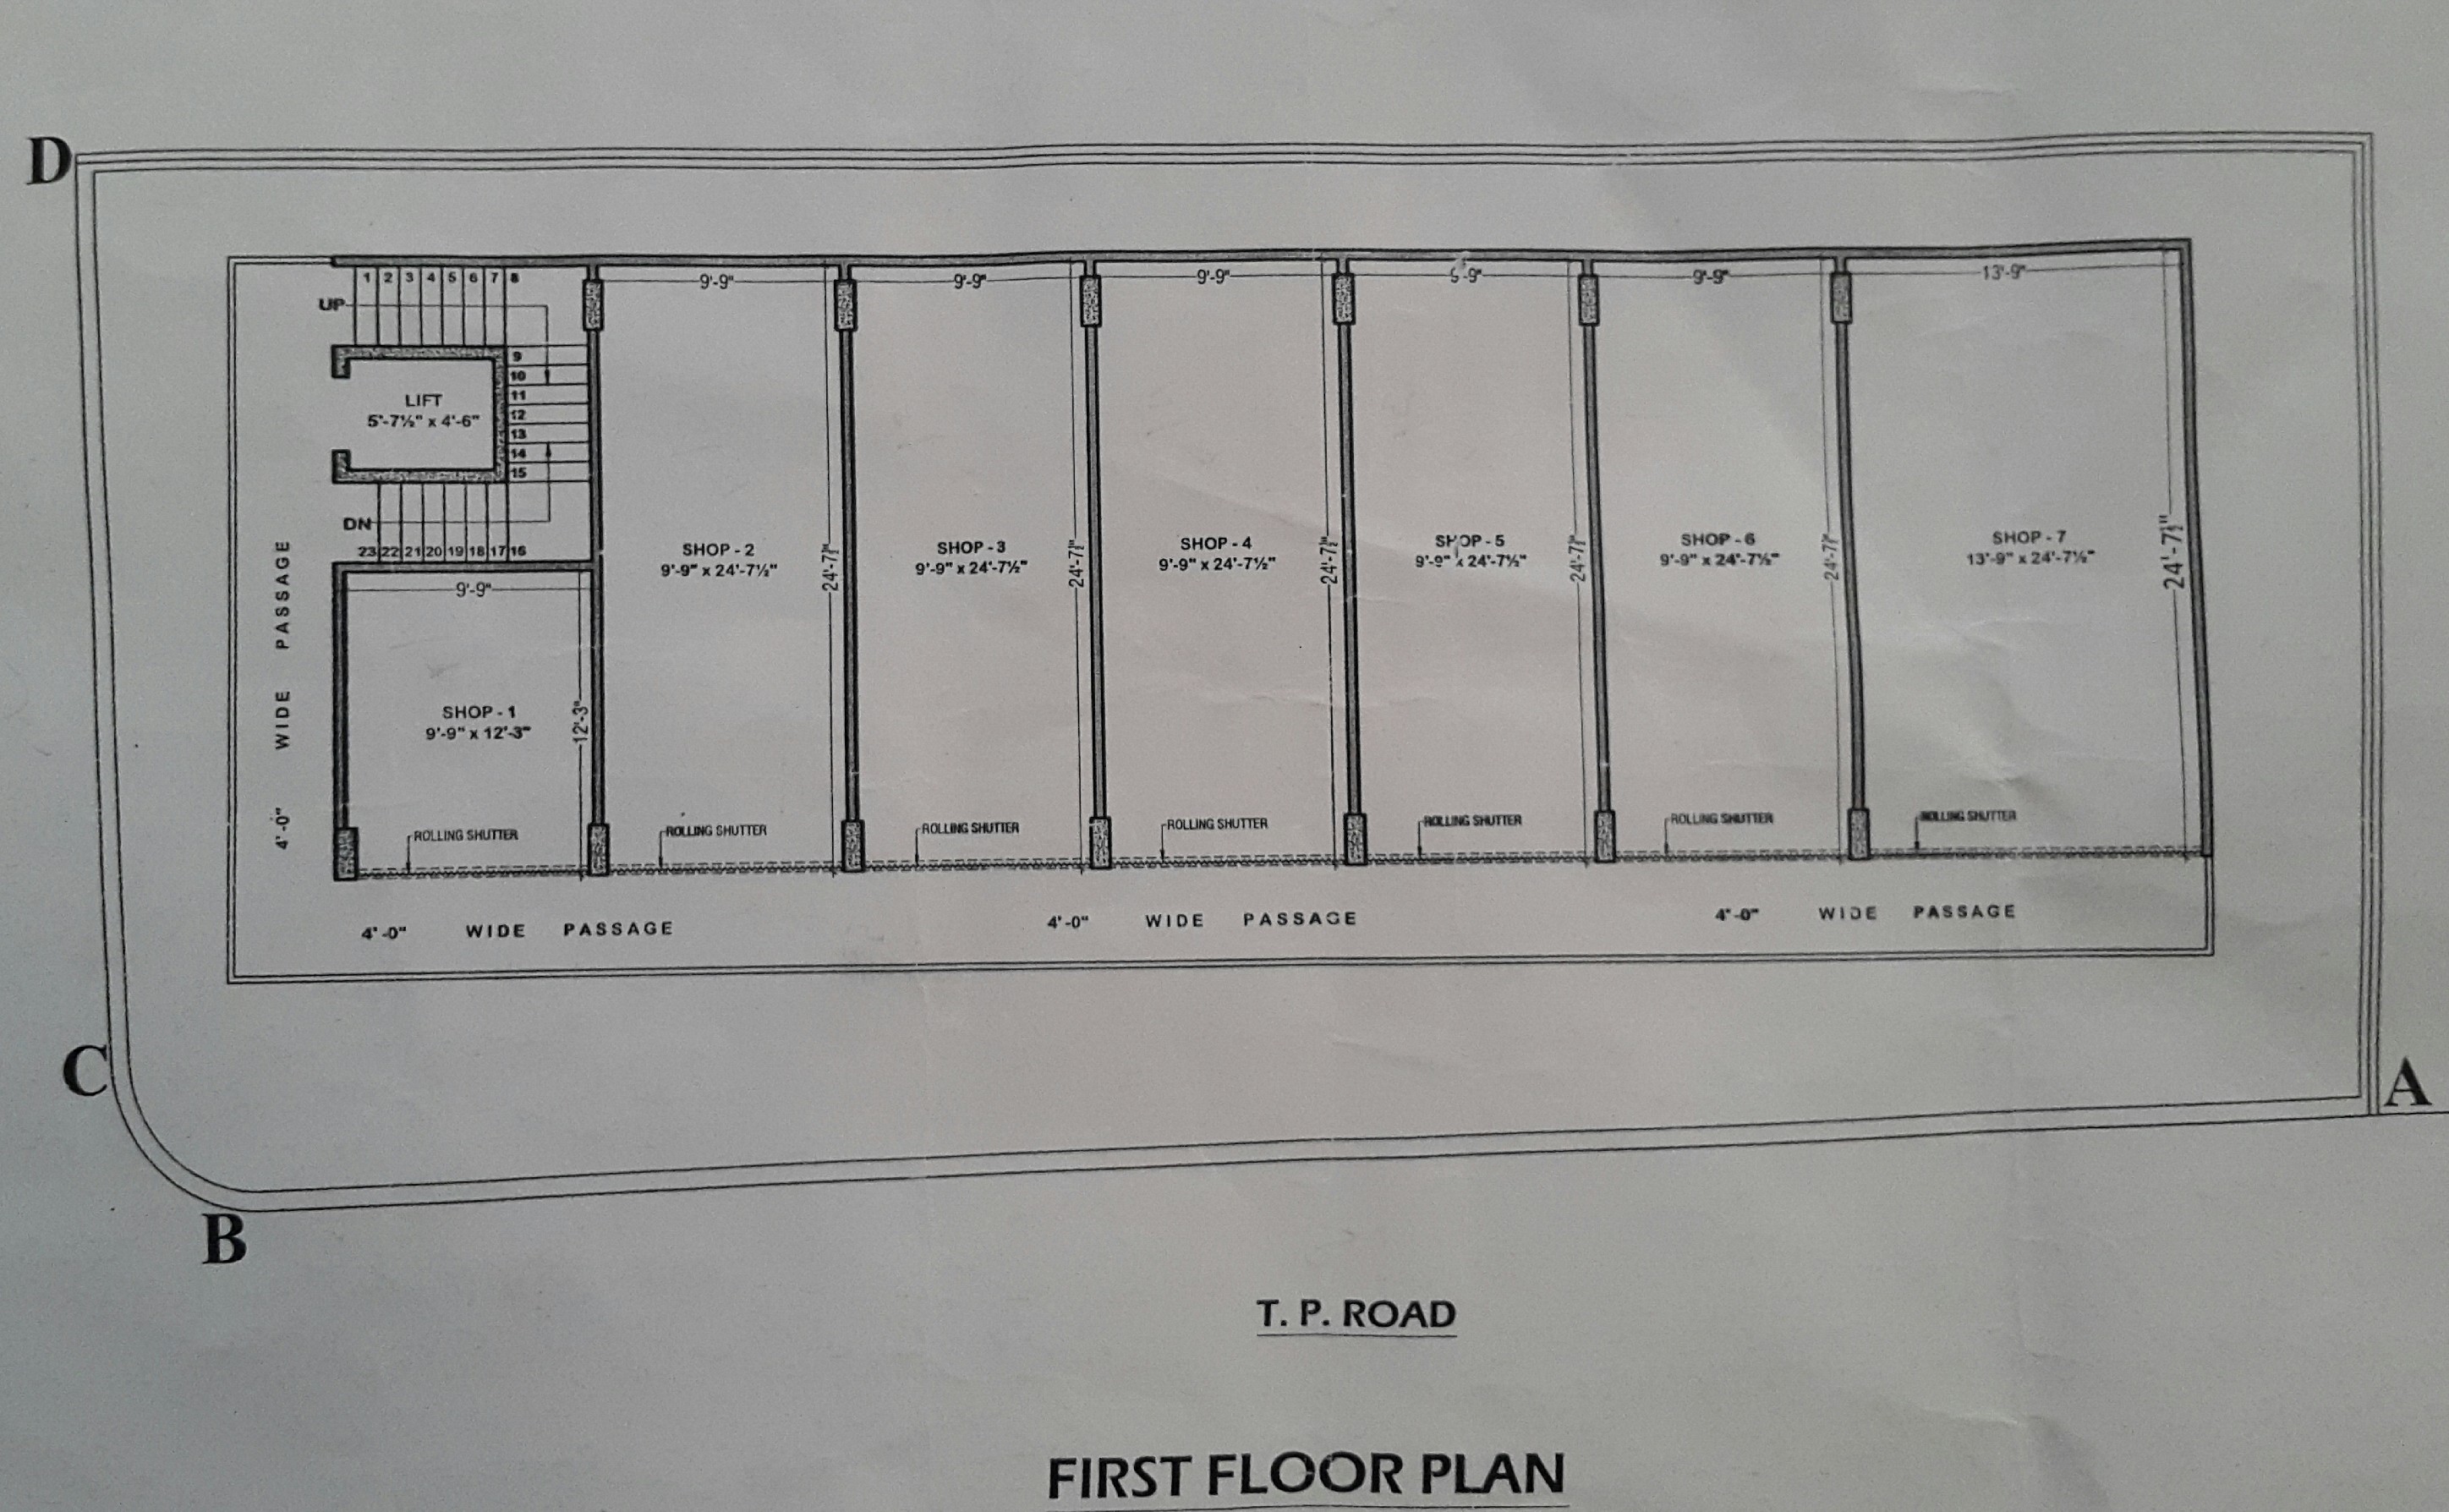 D
1 2 3 4 5 6 7 8
UP
9'-9"
9'-9"
9'-9"
9'-9"
13'-9"
9
10
11
12
13
14
15
LIFT
5'-7½" x 4'-6"
DN
23 22 21 20 19 18 17 16
9'-9"
SHOP - 1
9'-9" x 12'-3"
12'-3"
ROLLING SHUTTER
SHOP - 2
9'-9" x 24'-7½"
24'-7½"
ROLLING SHUTTER
SHOP - 3
9'-9" x 24'-7½"
24'-7½"
ROLLING SHUTTER
SHOP - 4
9'-9" x 24'-7½"
24'-7½"
ROLLING SHUTTER
SHOP - 5
9'-9" x 24'-7½"
24'-7½"
ROLLING SHUTTER
SHOP - 6
9'-9" x 24'-7½"
24'-7½"
ROLLING SHUTTER
SHOP - 7
13'-9" x 24'-7½"
24'-7½"
ROLLING SHUTTER
4'-0" WIDE PASSAGE
4'-0" WIDE PASSAGE
4'-0" WIDE PASSAGE
4'-0" WIDE PASSAGE
C
A
B
T. P. ROAD
FIRST FLOOR PLAN